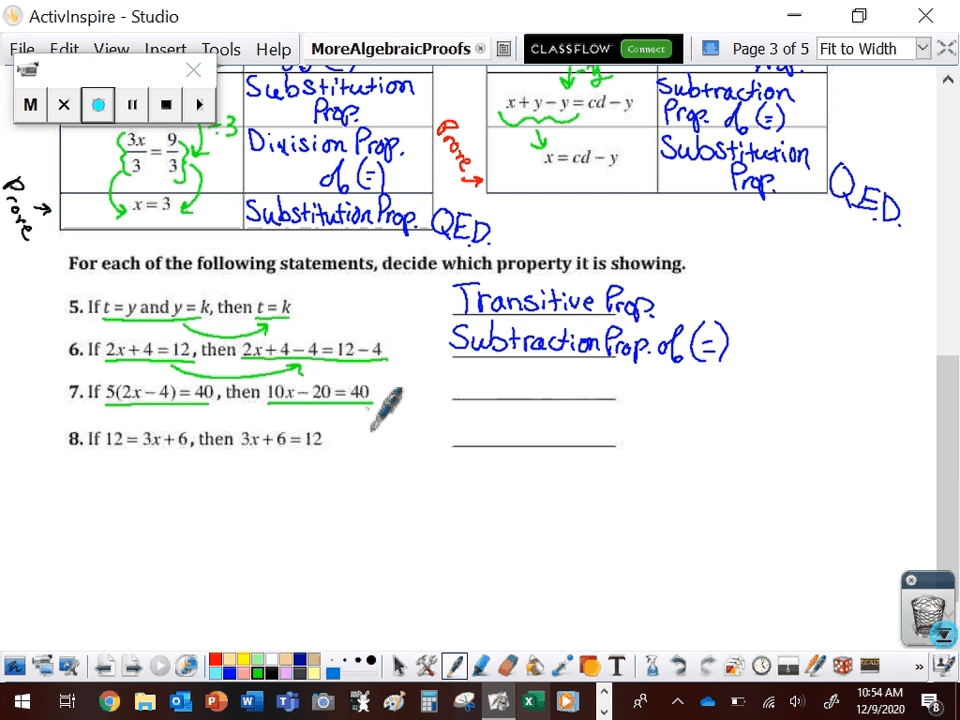 ActivInspire - Studio
File Edit View Insert Tools Help MoreAlgebraicProofs CLASSFLOW Connect Page 3 of 5 Fit to Width
M
Substitution
Prop.
÷3
3x/3 = 9/3
Division Prop.
of (=)
Prove
x = 3
Substitution Prop.
Q.E.D.
-y
x + y – y = cd – y
Subtraction
Prop. of (=)
Prove
x = cd – y
Substitution
Prop.
Q.E.D.
For each of the following statements, decide which property it is showing.
5. If t = y and y = k, then t = k
Transitive Prop.
6. If 2x + 4 = 12, then 2x + 4 – 4 = 12 – 4
Subtraction Prop. of (=)
7. If 5(2x – 4) = 40, then 10x – 20 = 40
8. If 12 = 3x + 6, then 3x + 6 = 12
10:54 AM
12/9/2020
8